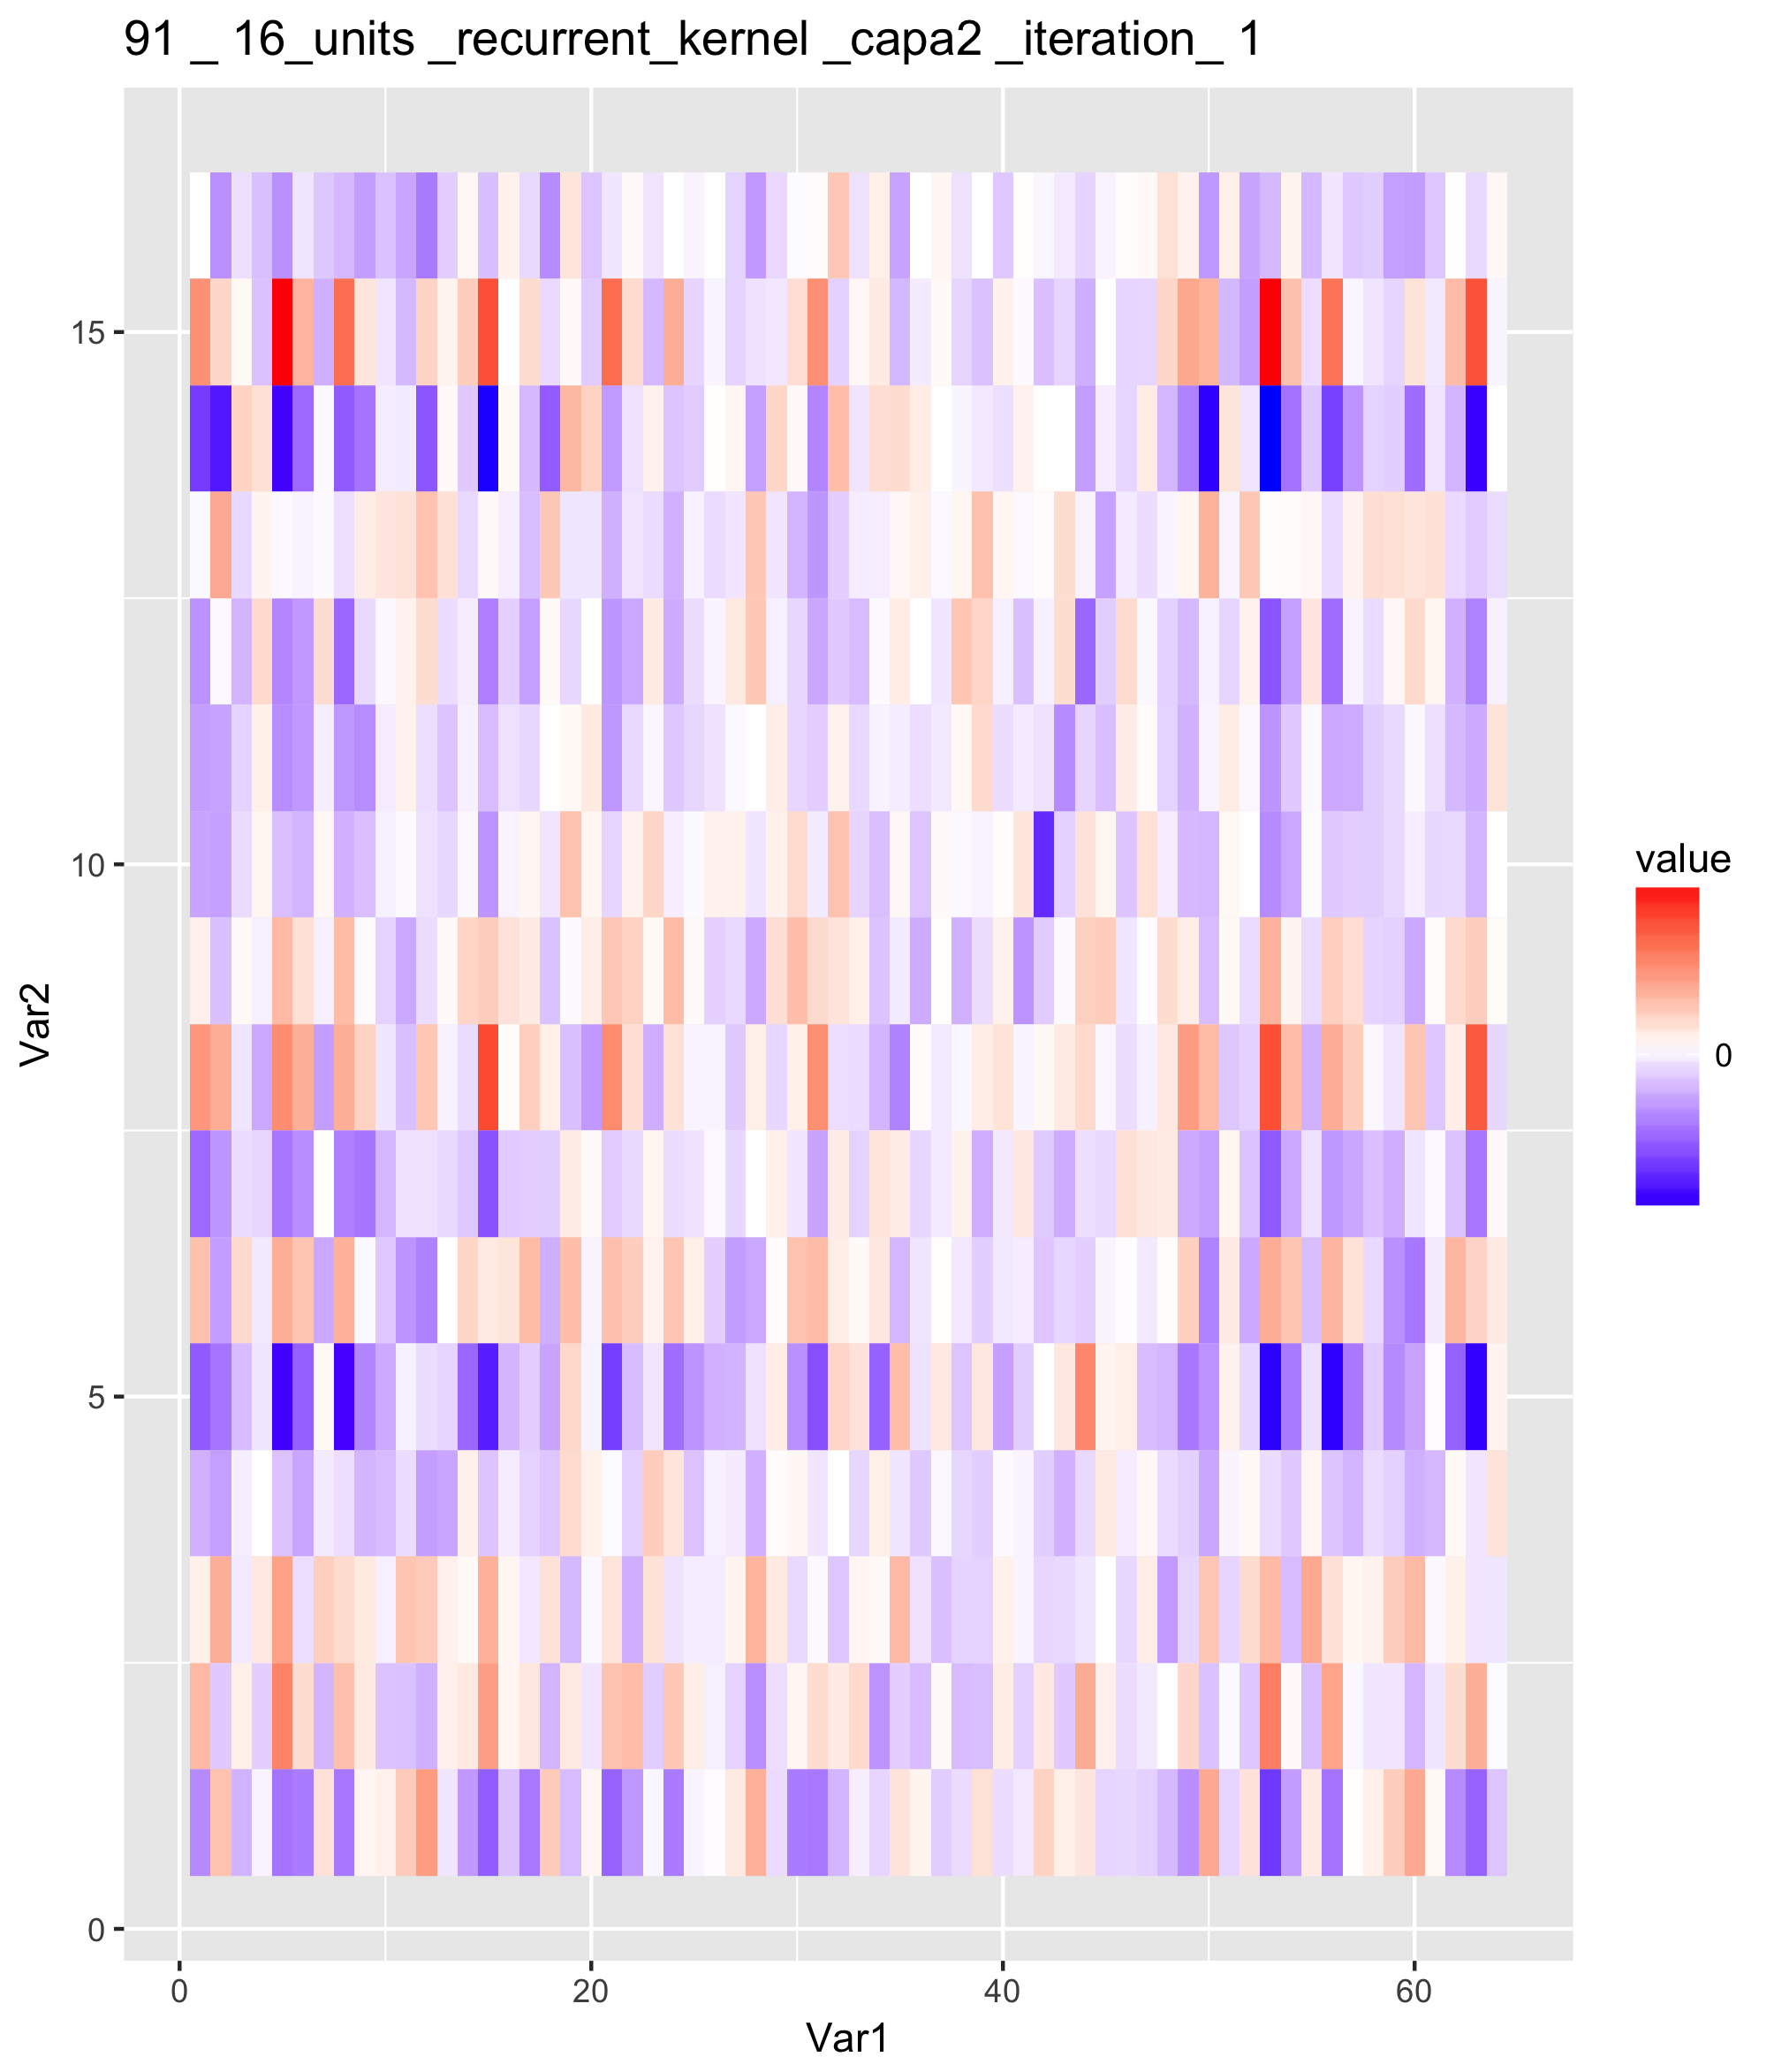 91 _ 16_units _recurrent_kernel _capa2 _iteration_ 1
15
10
5
0
0 20 40 60
Var1
Var2
value
0